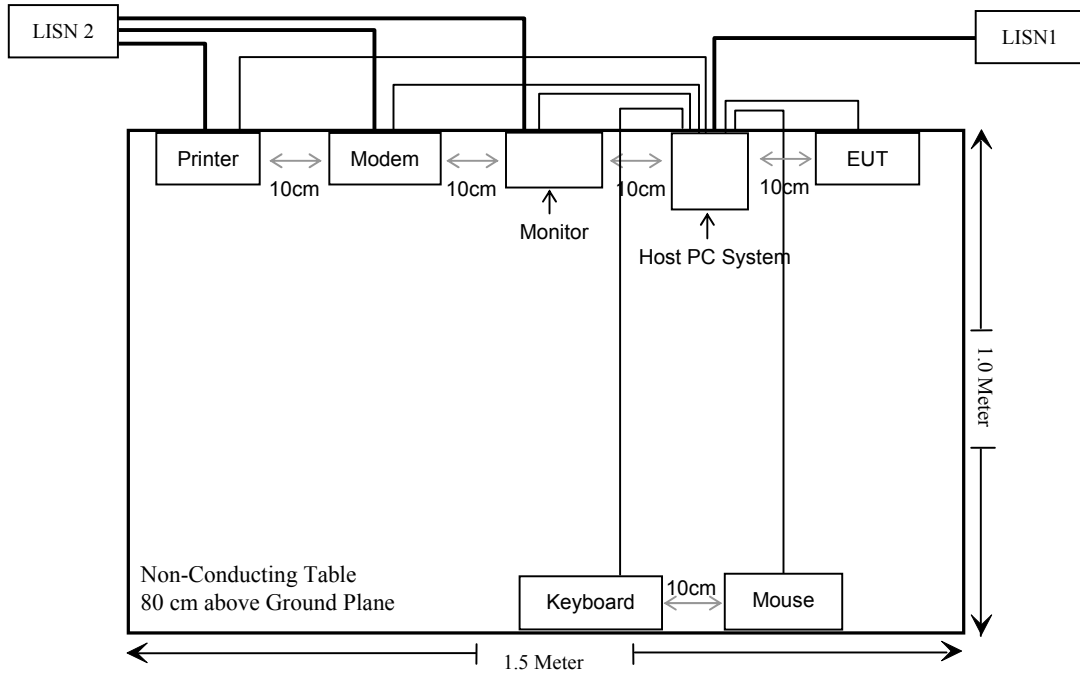 LISN 2
LISN1
Printer
Modem
EUT
10cm
10cm
10cm
10cm
Monitor
Host PC System
1.0 Meter
Non-Conducting Table
80 cm above Ground Plane
Keyboard
10cm
Mouse
1.5 Meter